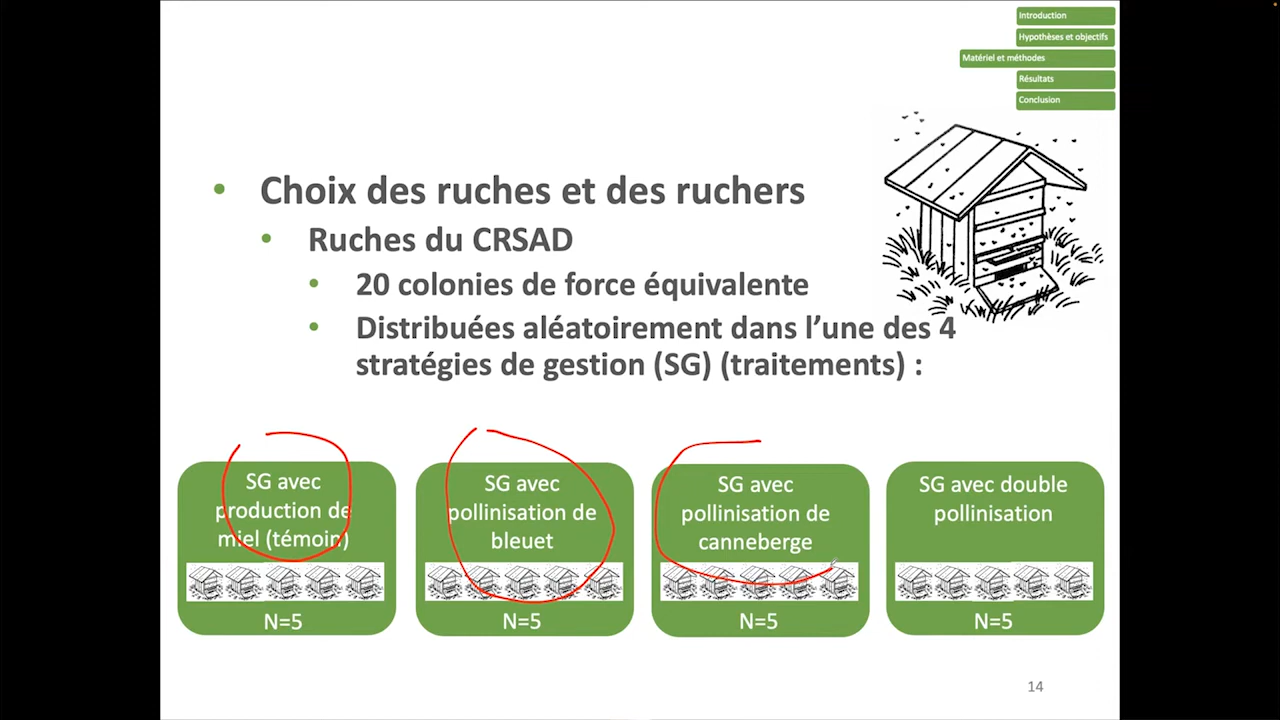 Introduction
Hypothèses et objectifs
Matériel et méthodes
Résultats
Conclusion
• Choix des ruches et des ruchers
• Ruches du CRSAD
• 20 colonies de force équivalente
• Distribuées aléatoirement dans l’une des 4
stratégies de gestion (SG) (traitements) :
SG avec
production de
miel (témoin)
N=5
SG avec
pollinisation de
bleuet
N=5
SG avec
pollinisation de
canneberge
N=5
SG avec double
pollinisation
N=5
14